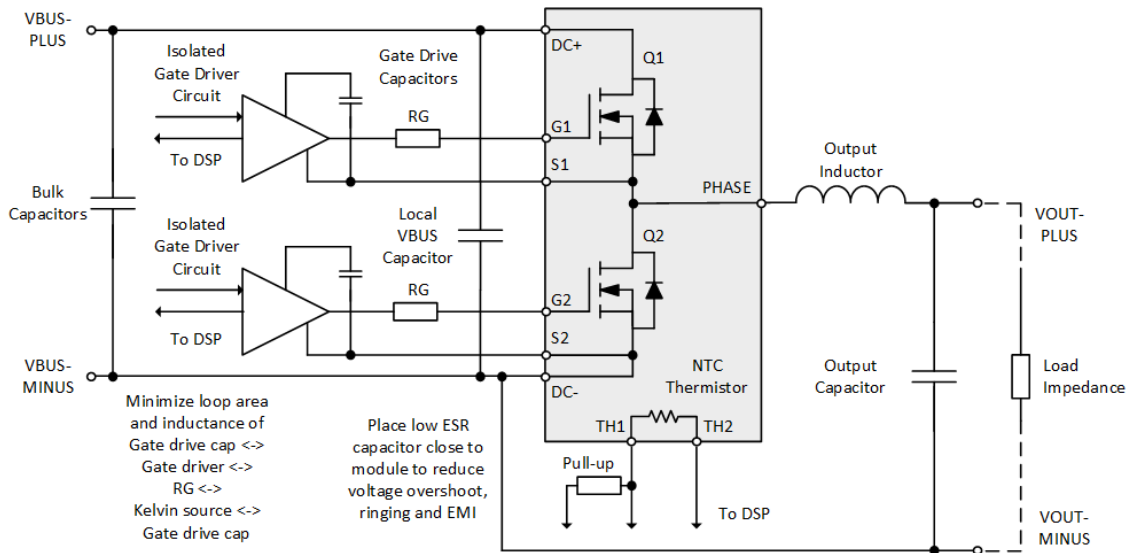 VBUS-
PLUS
Isolated
Gate Driver
Circuit
Gate Drive
Capacitors
DC+
Q1
RG
G1
To DSP
S1
Output
Inductor
PHASE
Bulk
Capacitors
Isolated
Gate Driver
Circuit
Local
VBUS
Capacitor
Q2
VOUT-
PLUS
RG
G2
To DSP
S2
VBUS-
MINUS
NTC
Thermistor
Output
Capacitor
Load
Impedance
DC-
Minimize loop area
and inductance of
Gate drive cap <->
Gate driver <->
RG <->
Kelvin source <->
Gate drive cap
Place low ESR
capacitor close to
module to reduce
voltage overshoot,
ringing and EMI
TH1
TH2
Pull-up
To DSP
VOUT-
MINUS